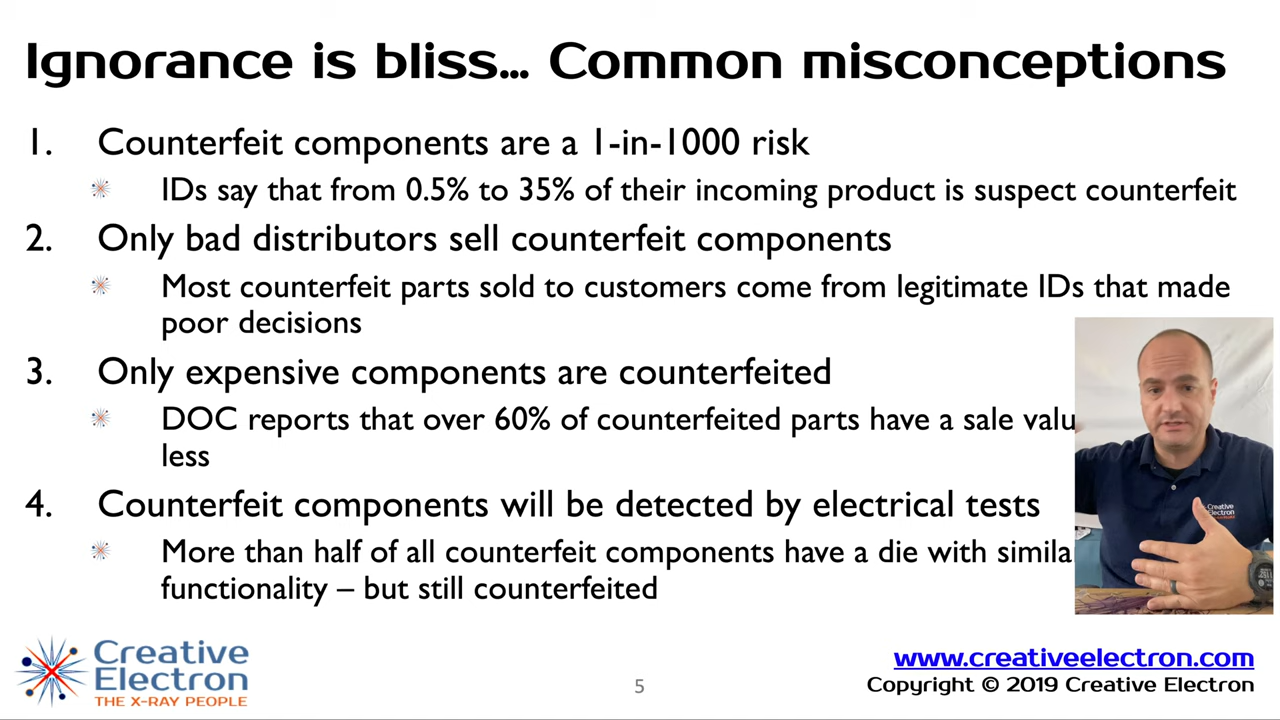 Ignorance is bliss... Common misconceptions
1. Counterfeit components are a 1-in-1000 risk
IDs say that from 0.5% to 35% of their incoming product is suspect counterfeit
2. Only bad distributors sell counterfeit components
Most counterfeit parts sold to customers come from legitimate IDs that made
poor decisions
3. Only expensive components are counterfeited
DOC reports that over 60% of counterfeited parts have a sale valu
less
4. Counterfeit components will be detected by electrical tests
More than half of all counterfeit components have a die with simila
functionality – but still counterfeited
Creative
Electron
Creative
Electron
THE X-RAY PEOPLE
5
www.creativeelectron.com
Copyright © 2019 Creative Electron